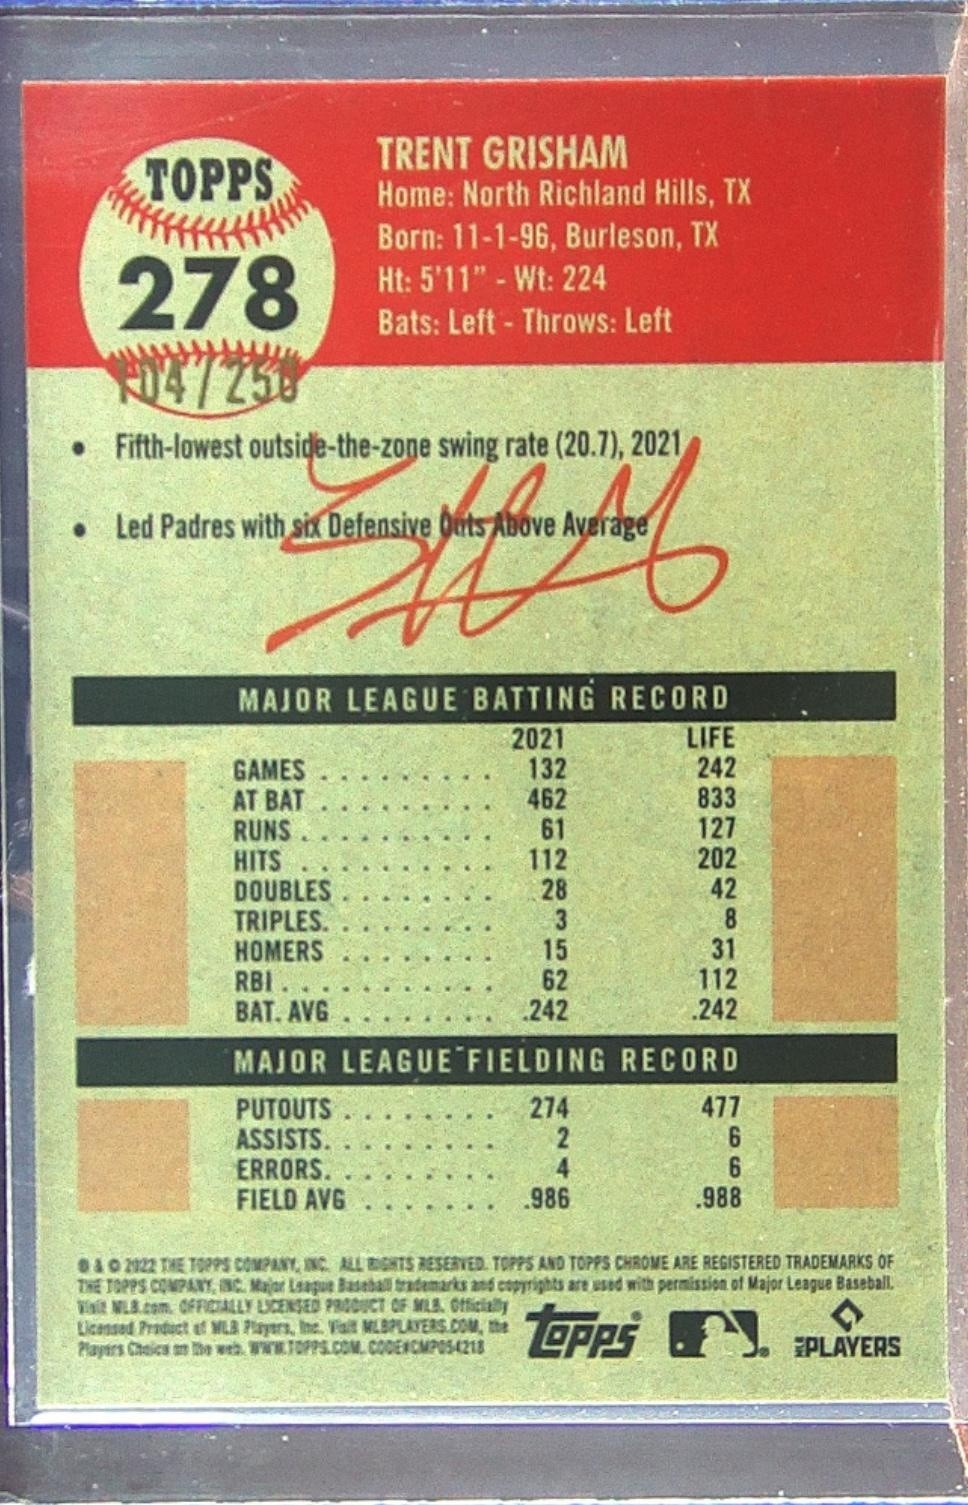 TOPPS
278
104/250
TRENT GRISHAM
Home: North Richland Hills, TX
Born: 11-1-96, Burleson, TX
Ht: 5'11" - Wt: 224
Bats: Left - Throws: Left
• Fifth-lowest outside-the-zone swing rate (20.7), 2021
• Led Padres with six Defensive Outs Above Average
MAJOR LEAGUE BATTING RECORD
2021 LIFE
GAMES . . . . . . . . . 132 242
AT BAT . . . . . . . . . 462 833
RUNS . . . . . . . . . . 61 127
HITS . . . . . . . . . . 112 202
DOUBLES . . . . . . . . 28 42
TRIPLES. . . . . . . . . 3 8
HOMERS . . . . . . . . 15 31
RBI . . . . . . . . . . . 62 112
BAT. AVG . . . . . . . . .242 .242
MAJOR LEAGUE FIELDING RECORD
PUTOUTS . . . . . . . . 274 477
ASSISTS. . . . . . . . . 2 6
ERRORS. . . . . . . . . 4 6
FIELD AVG . . . . . . . .986 .988
® & © 2022 THE TOPPS COMPANY, INC. ALL RIGHTS RESERVED. TOPPS AND TOPPS CHROME ARE REGISTERED TRADEMARKS OF
THE TOPPS COMPANY, INC. Major League Baseball trademarks and copyrights are used with permission of Major League Baseball.
Visit MLB.com. OFFICIALLY LICENSED PRODUCT OF MLB. Officially
Licensed Product of MLB Players, Inc. Visit MLBPLAYERS.COM, the
Players Choice on the web. WWW.TOPPS.COM. CODE#CMP054218
topps® MLB PLAYERS